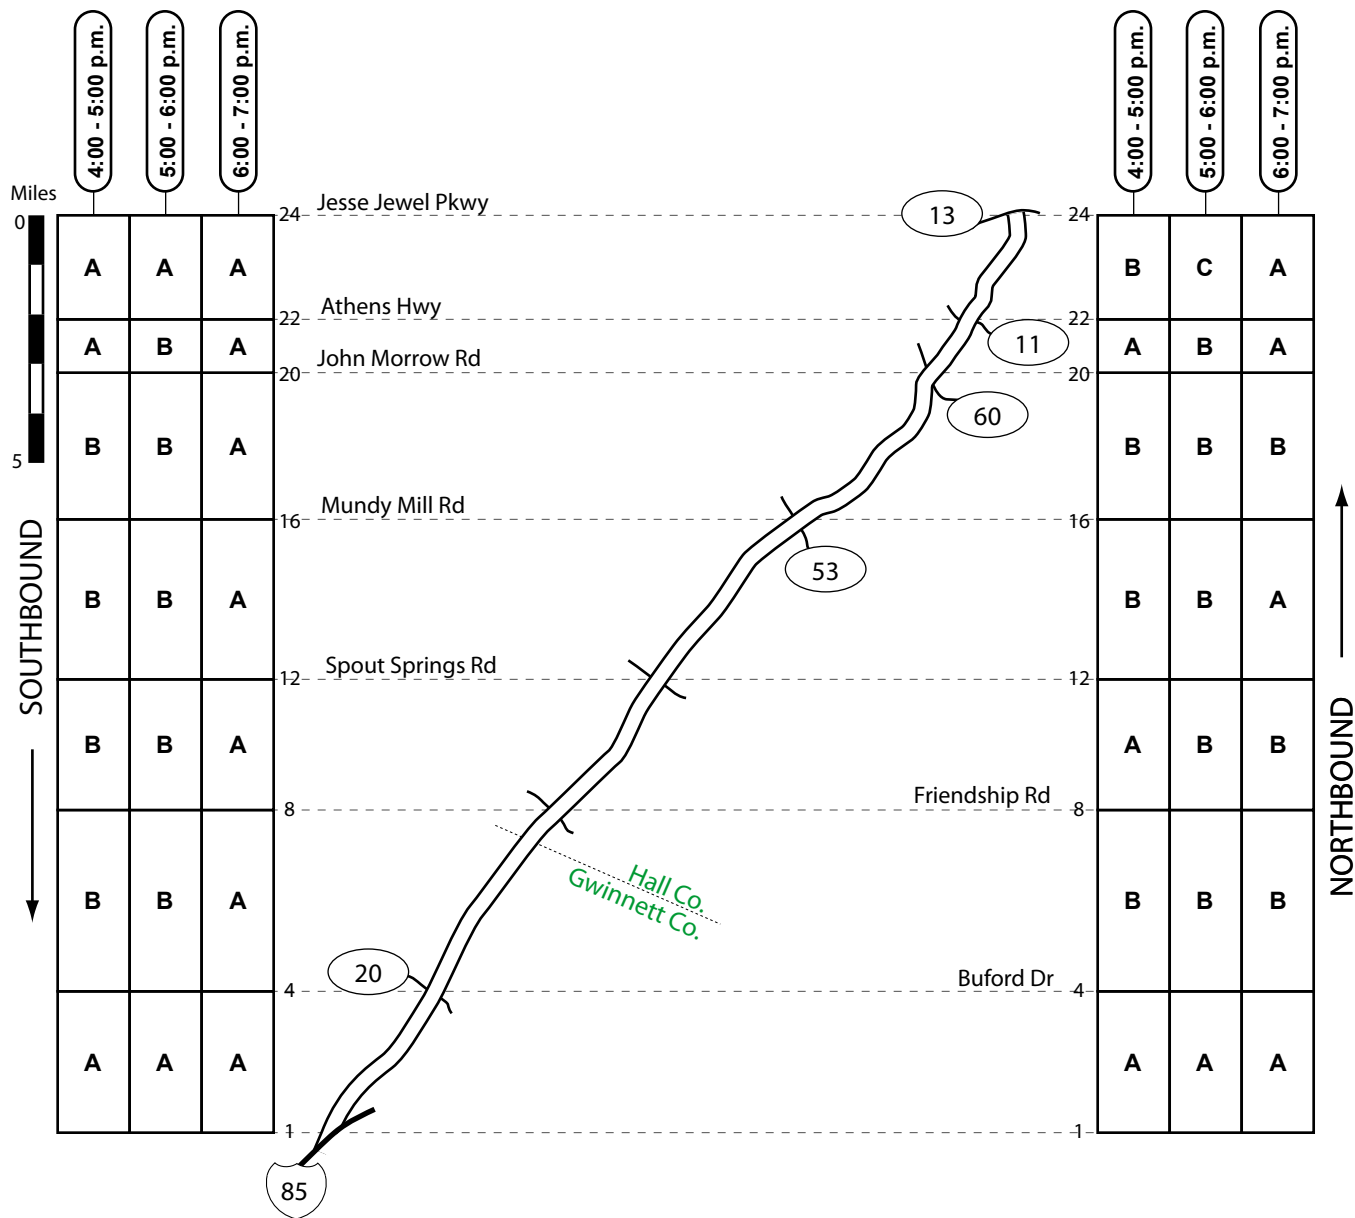 4:00 - 5:00 p.m.
5:00 - 6:00 p.m.
6:00 - 7:00 p.m.
4:00 - 5:00 p.m.
5:00 - 6:00 p.m.
6:00 - 7:00 p.m.
Miles
0
5
24 Jesse Jewel Pkwy 13 24
A A A B C A
22 Athens Hwy 11 22
A B A A B A
20 John Morrow Rd 60 20
B B A B B B
16 Mundy Mill Rd 53 16
B B A B B A
12 Spout Springs Rd 12
B B A A B B
8 Friendship Rd 8
Hall Co.
Gwinnett Co.
B B A B B B
20
4 Buford Dr 4
A A A A A A
1 1
85
SOUTHBOUND
NORTHBOUND